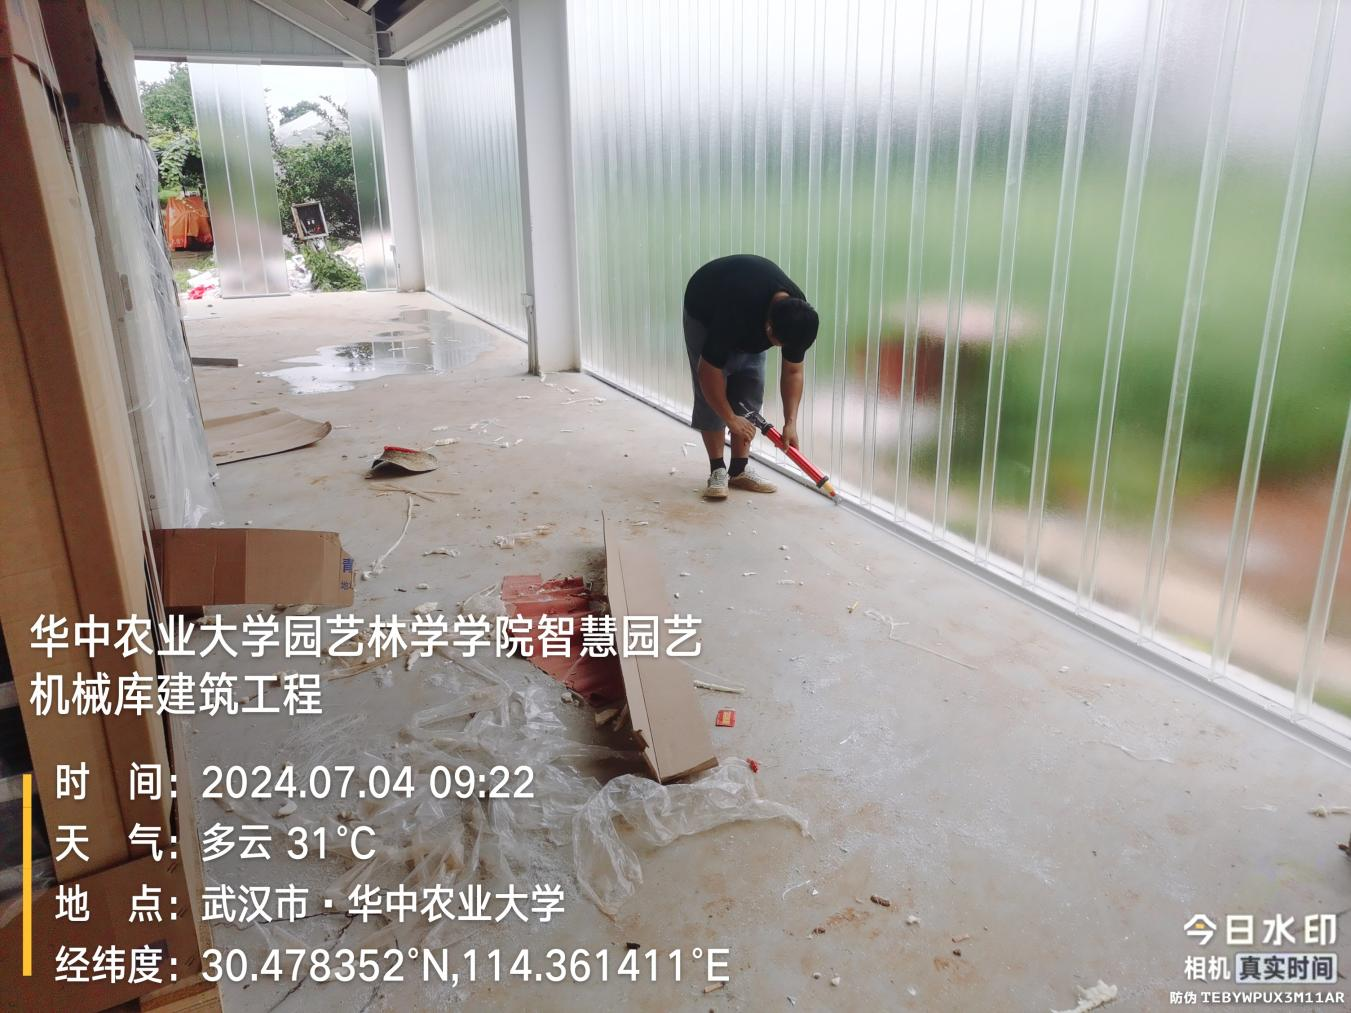 华中农业大学园艺林学学院智慧园艺
机械库建筑工程
时 间：2024.07.04 09:22
天 气：多云 31°C
地 点：武汉市·华中农业大学
经纬度：30.478352°N,114.361411°E
今日水印
相机 真实时间
防伪 TEBYWPUX3M11AR